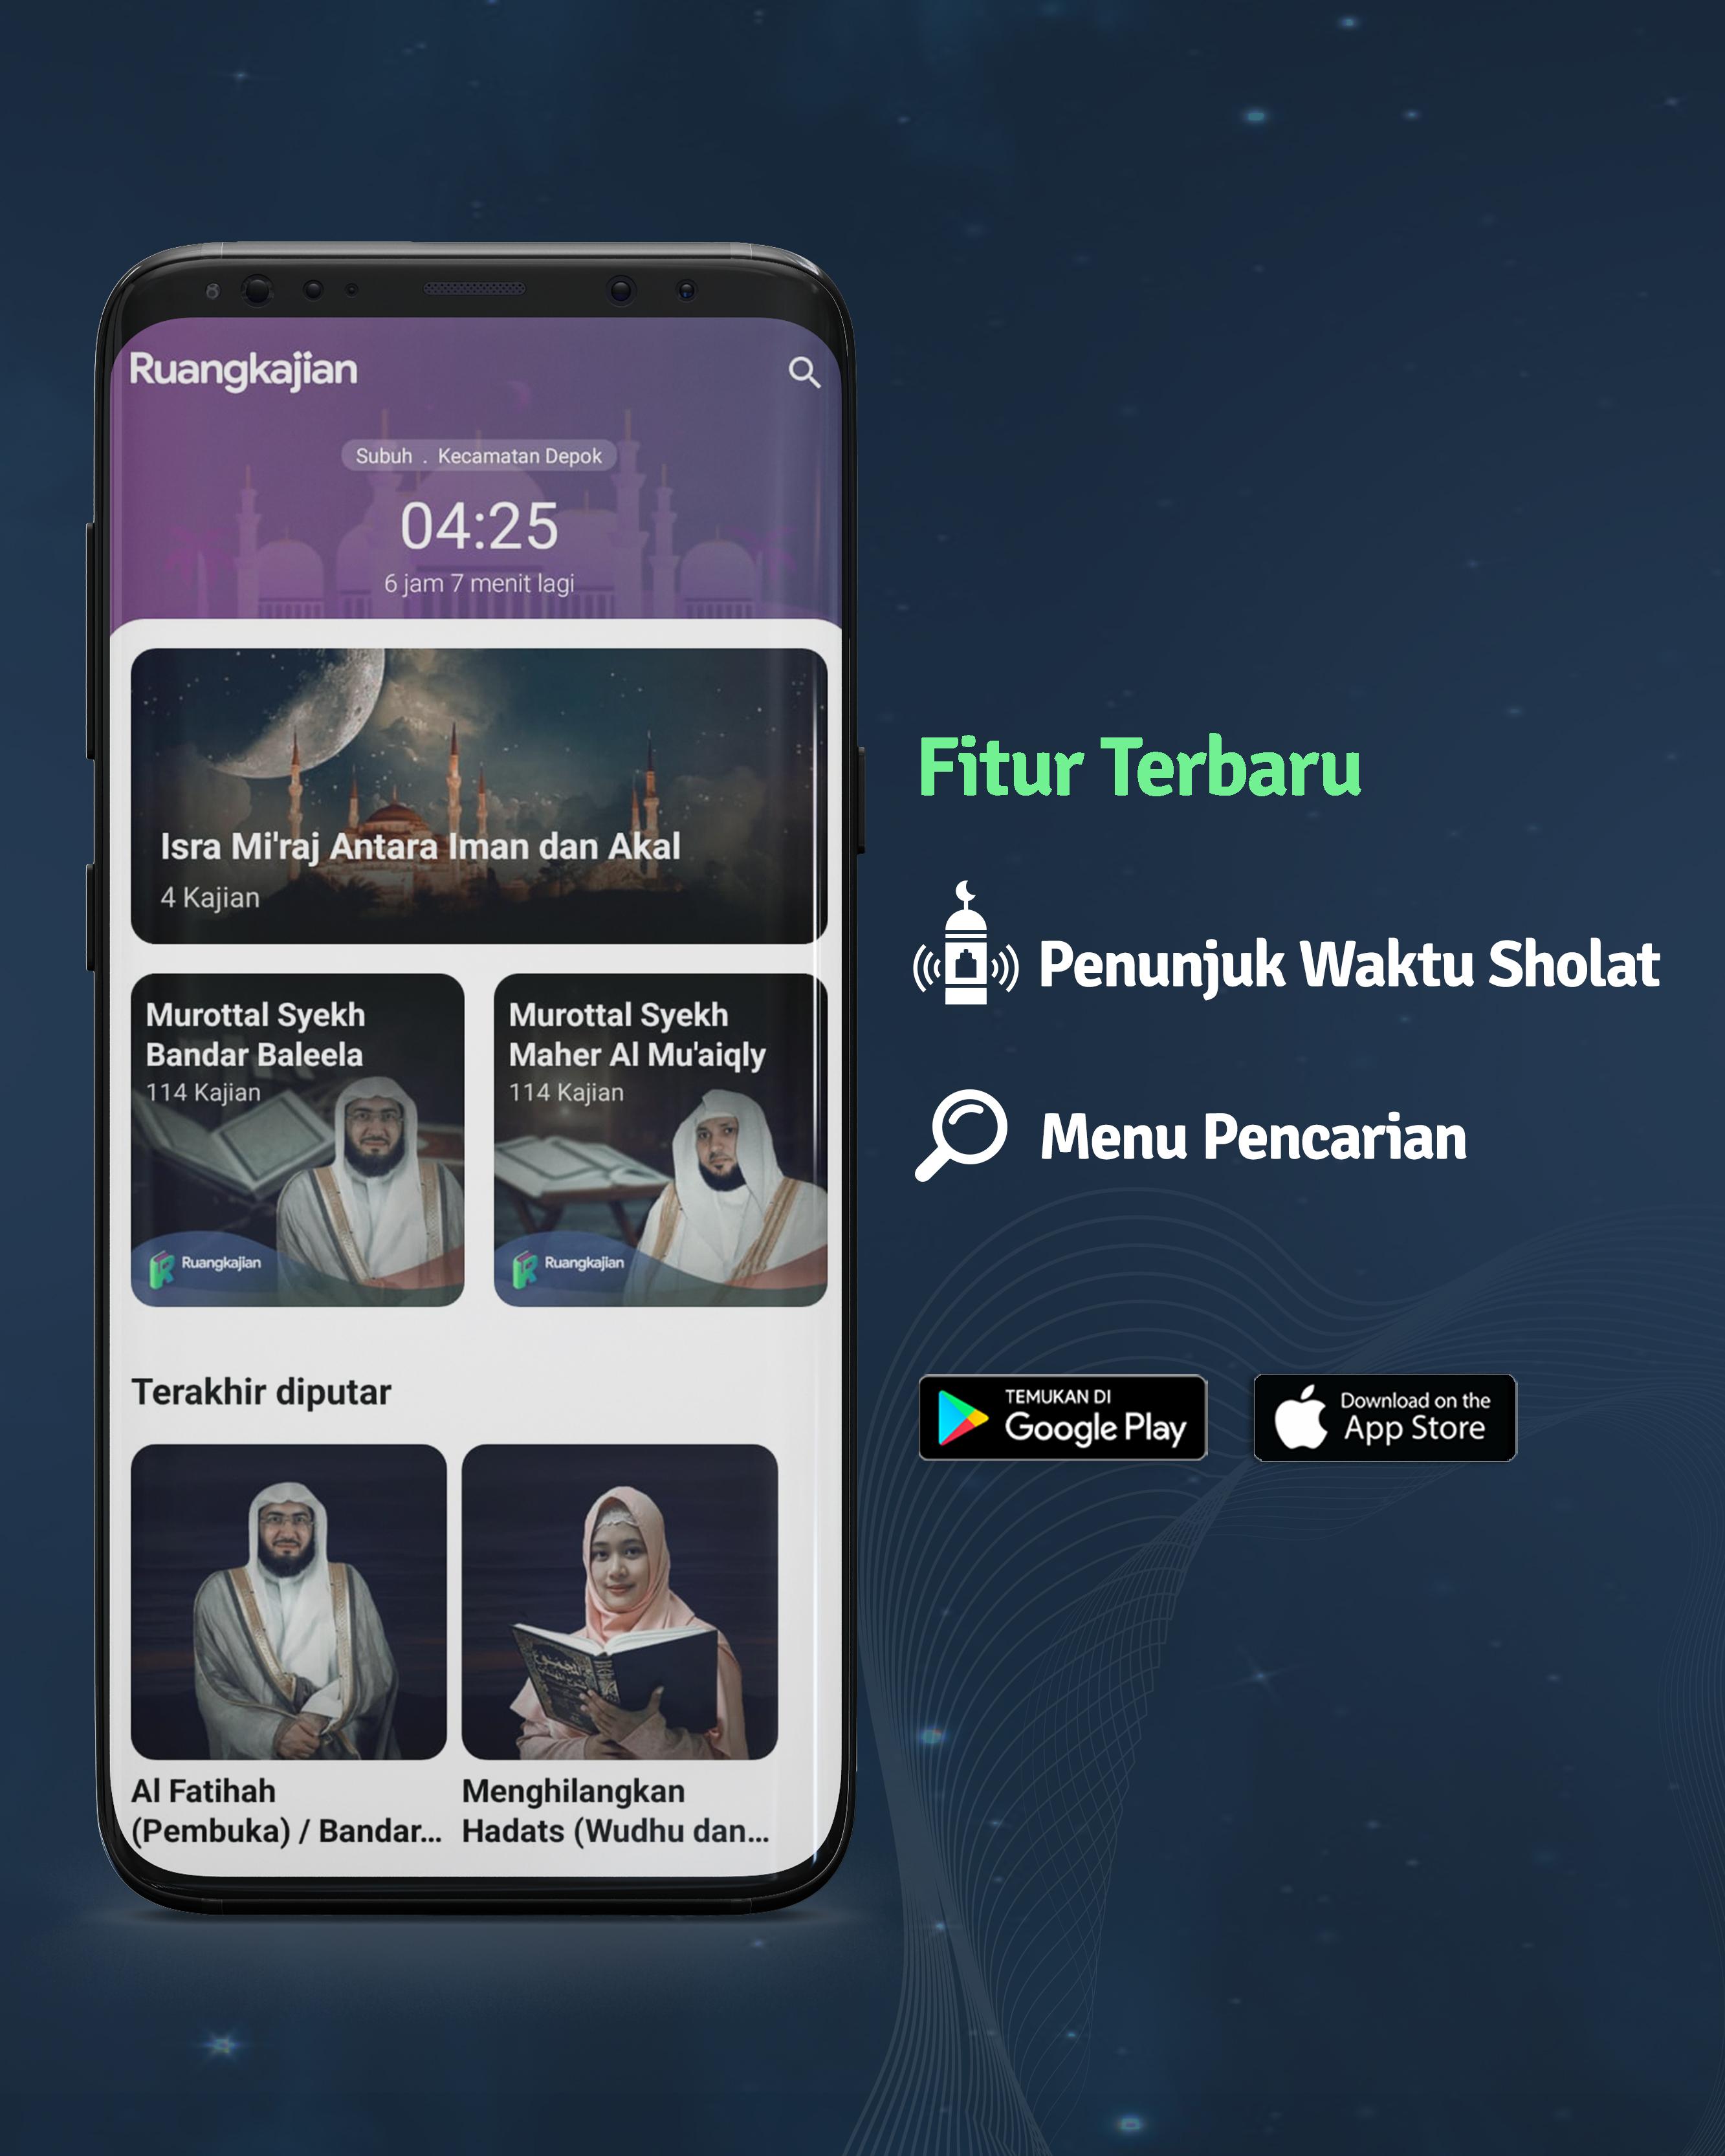 Ruangkajian
Subuh . Kecamatan Depok
04:25
6 jam 7 menit lagi
Isra Mi'raj Antara Iman dan Akal
4 Kajian
Murottal Syekh
Bandar Baleela
114 Kajian
Ruangkajian
Murottal Syekh
Maher Al Mu'aiqly
114 Kajian
Ruangkajian
Terakhir diputar
Al Fatihah
(Pembuka) / Bandar...
Menghilangkan
Hadats (Wudhu dan...
Fitur Terbaru
Penunjuk Waktu Sholat
Menu Pencarian
TEMUKAN DI
Google Play
Download on the
App Store